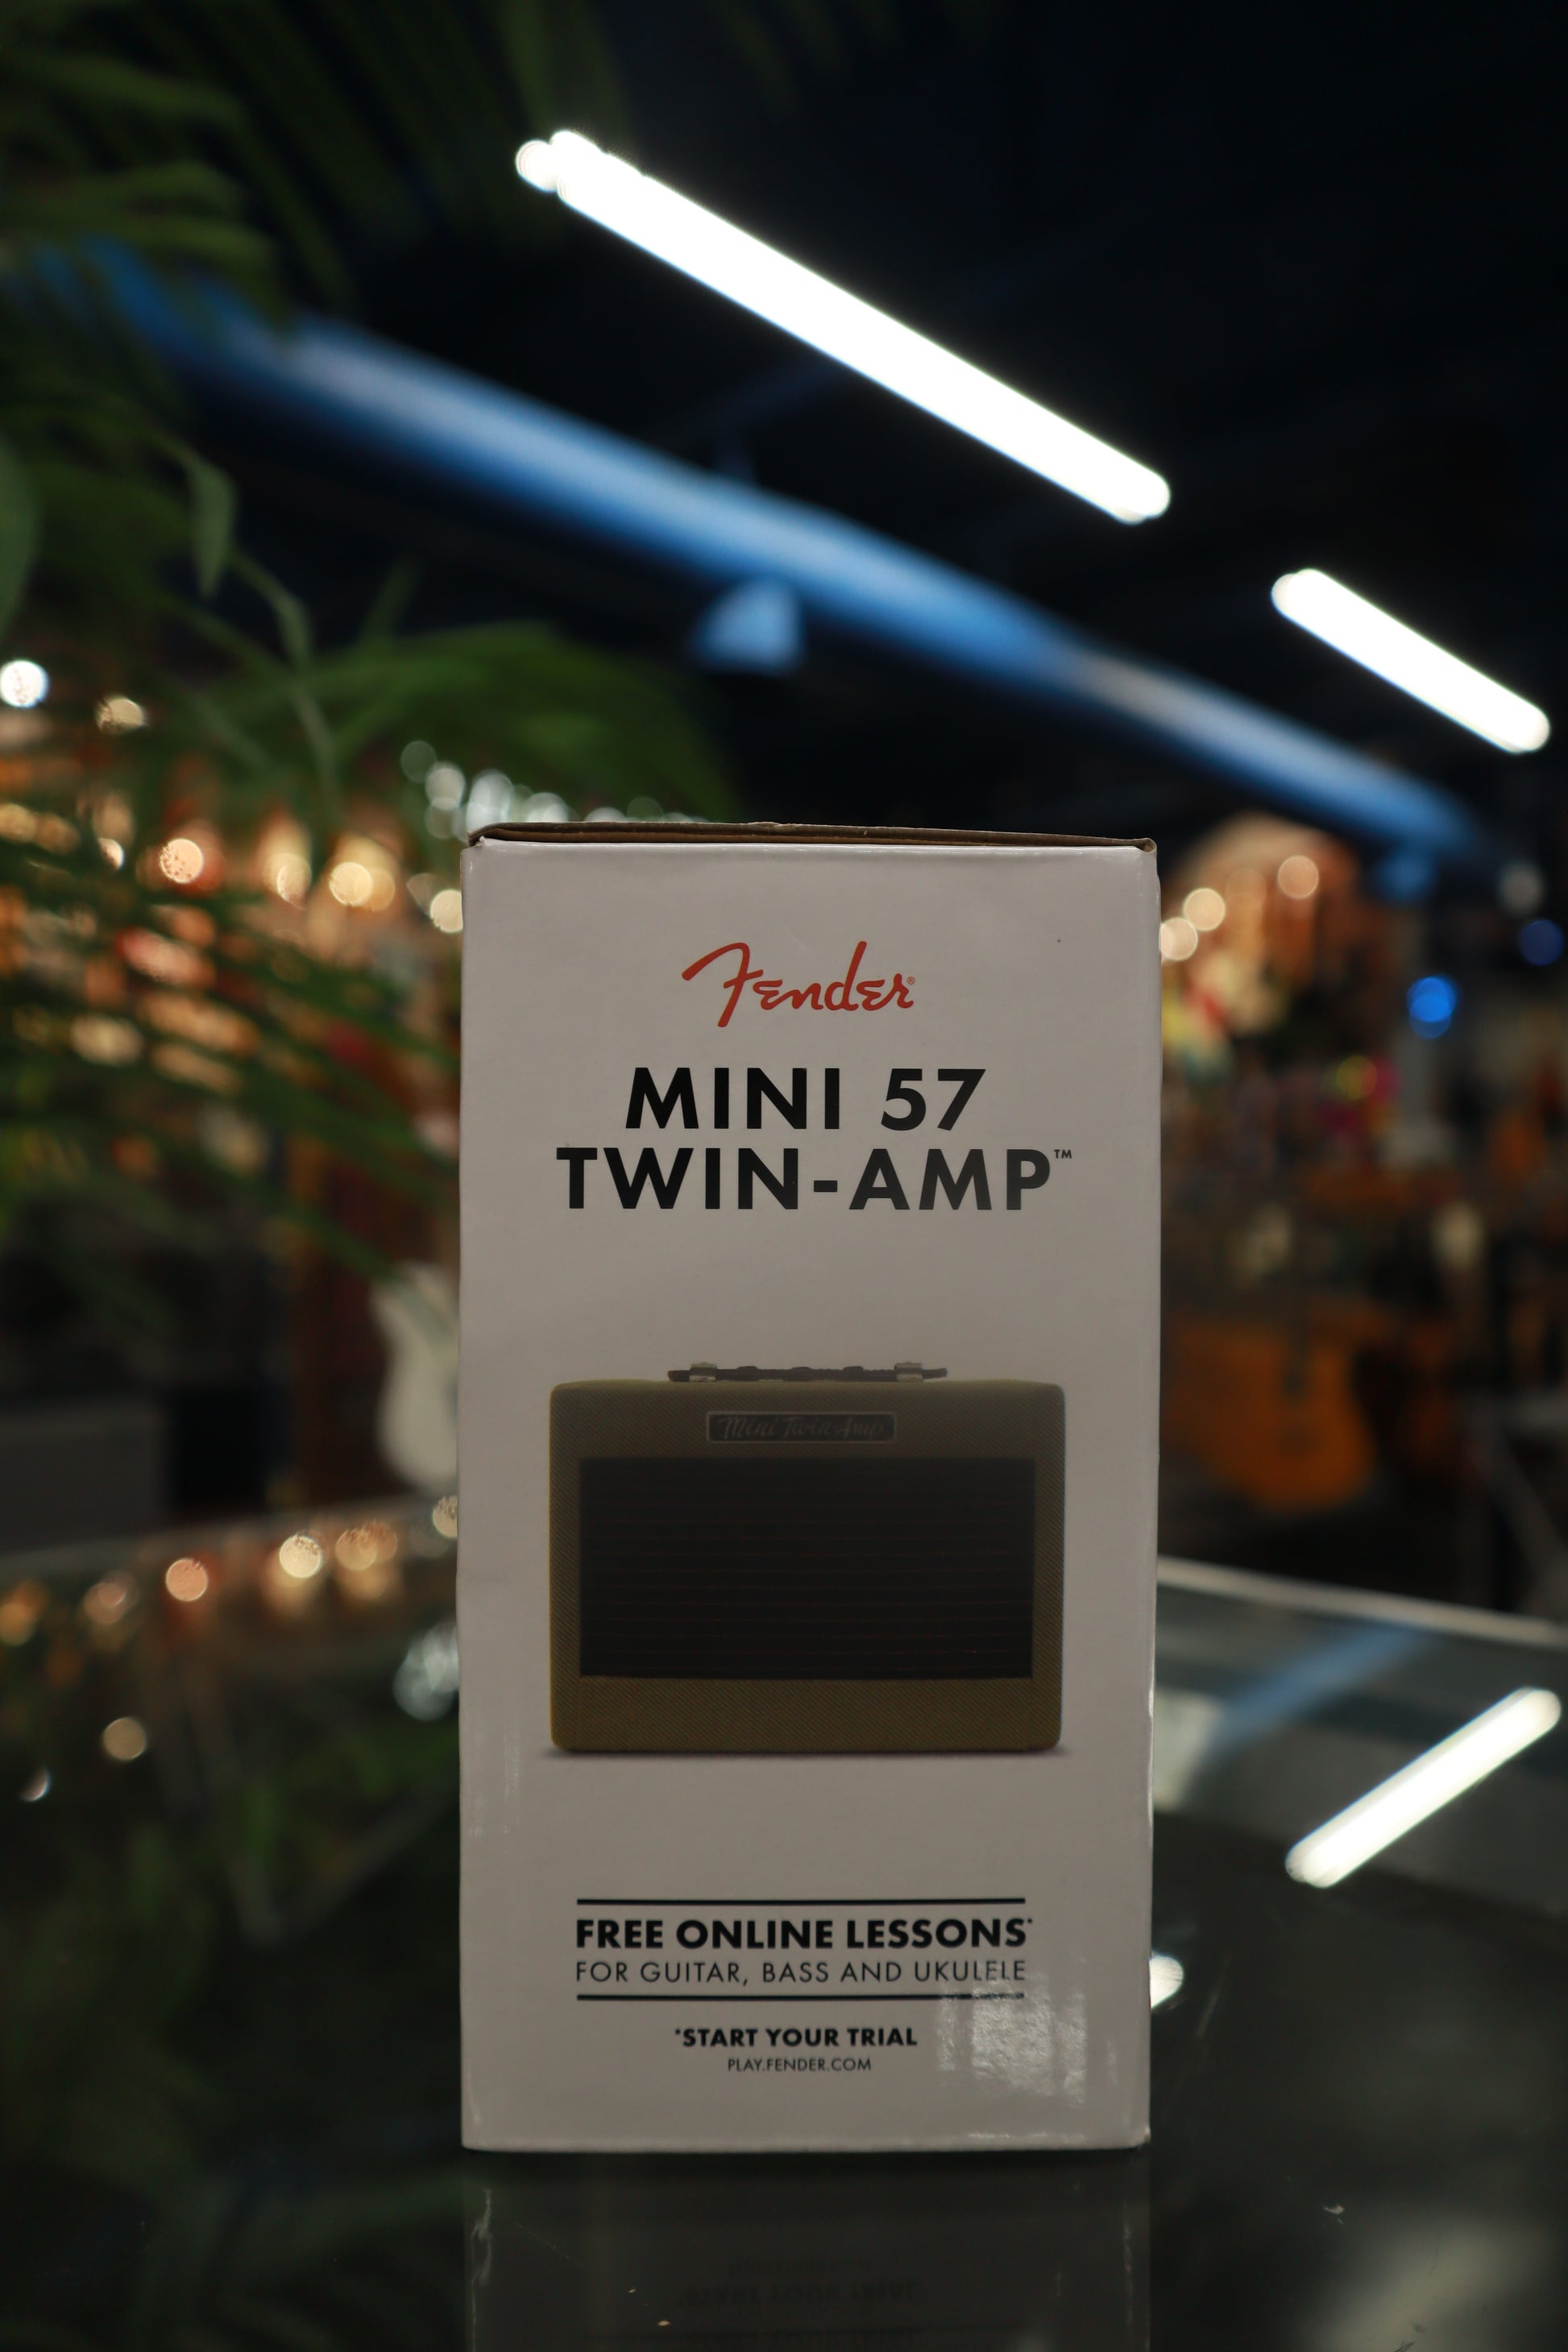 Fender®
MINI 57
TWIN-AMP™
Mini Twin-Amp
FREE ONLINE LESSONS*
FOR GUITAR, BASS AND UKULELE
*START YOUR TRIAL
PLAY.FENDER.COM